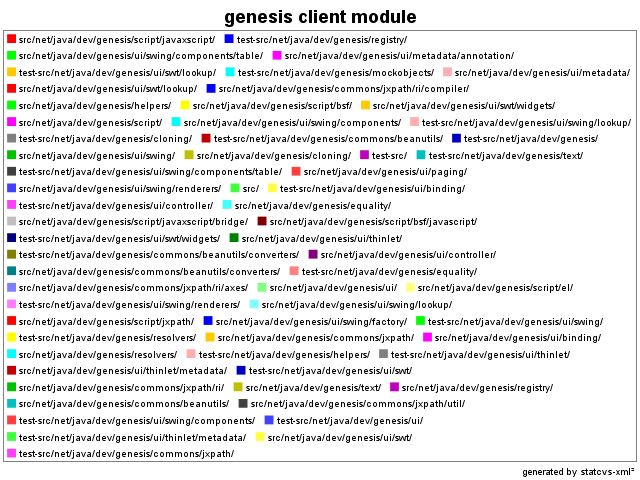 genesis client module
src/net/java/dev/genesis/script/javaxscript/ test-src/net/java/dev/genesis/registry/
src/net/java/dev/genesis/ui/swing/components/table/ src/net/java/dev/genesis/ui/metadata/annotation/
test-src/net/java/dev/genesis/ui/swt/lookup/ test-src/net/java/dev/genesis/mockobjects/ src/net/java/dev/genesis/ui/metadata/
src/net/java/dev/genesis/ui/swt/lookup/ src/net/java/dev/genesis/commons/jxpath/ri/compiler/
src/net/java/dev/genesis/helpers/ src/net/java/dev/genesis/script/bsf/ src/net/java/dev/genesis/ui/swt/widgets/
src/net/java/dev/genesis/script/ src/net/java/dev/genesis/ui/swing/components/ test-src/net/java/dev/genesis/ui/swing/lookup/
test-src/net/java/dev/genesis/cloning/ test-src/net/java/dev/genesis/commons/beanutils/ test-src/net/java/dev/genesis/
src/net/java/dev/genesis/ui/swing/ src/net/java/dev/genesis/cloning/ test-src/ test-src/net/java/dev/genesis/text/
test-src/net/java/dev/genesis/ui/swing/components/table/ src/net/java/dev/genesis/ui/paging/
src/net/java/dev/genesis/ui/swing/renderers/ src/ test-src/net/java/dev/genesis/ui/binding/
test-src/net/java/dev/genesis/ui/controller/ src/net/java/dev/genesis/equality/
src/net/java/dev/genesis/script/javaxscript/bridge/ src/net/java/dev/genesis/script/bsf/javascript/
test-src/net/java/dev/genesis/ui/swt/widgets/ src/net/java/dev/genesis/ui/thinlet/
test-src/net/java/dev/genesis/commons/beanutils/converters/ src/net/java/dev/genesis/ui/controller/
src/net/java/dev/genesis/commons/beanutils/converters/ test-src/net/java/dev/genesis/equality/
src/net/java/dev/genesis/commons/jxpath/ri/axes/ src/net/java/dev/genesis/ui/ src/net/java/dev/genesis/script/el/
test-src/net/java/dev/genesis/ui/swing/renderers/ src/net/java/dev/genesis/ui/swing/lookup/
src/net/java/dev/genesis/script/jxpath/ src/net/java/dev/genesis/ui/swing/factory/ test-src/net/java/dev/genesis/ui/swing/
test-src/net/java/dev/genesis/resolvers/ src/net/java/dev/genesis/commons/jxpath/ src/net/java/dev/genesis/ui/binding/
src/net/java/dev/genesis/resolvers/ test-src/net/java/dev/genesis/helpers/ test-src/net/java/dev/genesis/ui/thinlet/
src/net/java/dev/genesis/ui/thinlet/metadata/ test-src/net/java/dev/genesis/ui/swt/
src/net/java/dev/genesis/commons/jxpath/ri/ src/net/java/dev/genesis/text/ src/net/java/dev/genesis/registry/
src/net/java/dev/genesis/commons/beanutils/ src/net/java/dev/genesis/commons/jxpath/util/
test-src/net/java/dev/genesis/ui/swing/components/ test-src/net/java/dev/genesis/ui/
test-src/net/java/dev/genesis/ui/thinlet/metadata/ src/net/java/dev/genesis/ui/swt/
test-src/net/java/dev/genesis/commons/jxpath/
generated by statcvs-xml²